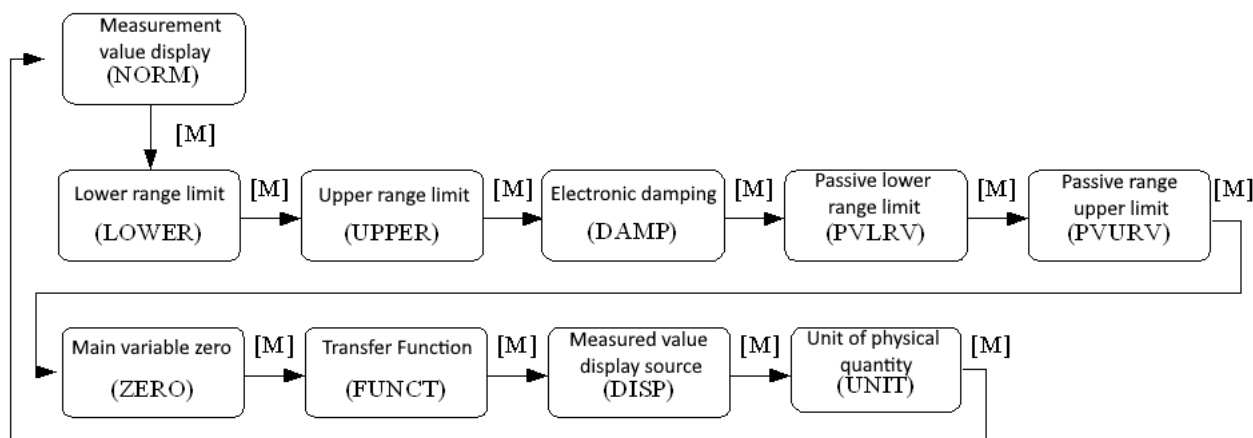 Measurement
value display
(NORM)
[M]
Lower range limit
(LOWER)
[M]
Upper range limit
(UPPER)
[M]
Electronic damping
(DAMP)
[M]
Passive lower
range limit
(PVLRV)
[M]
Passive range
upper limit
(PVURV)
[M]
Main variable zero
(ZERO)
[M]
Transfer Function
(FUNCT)
[M]
Measured value
display source
(DISP)
[M]
Unit of physical
quantity
(UNIT)
[M]